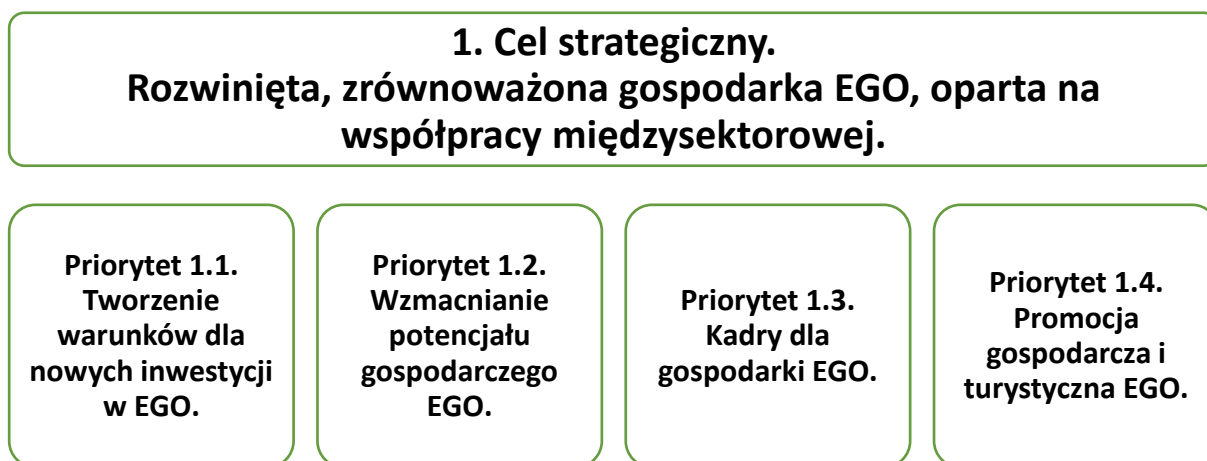 1. Cel strategiczny.
Rozwinięta, zrównoważona gospodarka EGO, oparta na
współpracy międzysektorowej.
Priorytet 1.1.
Tworzenie
warunków dla
nowych inwestycji
w EGO.
Priorytet 1.2.
Wzmacnianie
potencjału
gospodarczego
EGO.
Priorytet 1.3.
Kadry dla
gospodarki EGO.
Priorytet 1.4.
Promocja
gospodarcza i
turystyczna EGO.